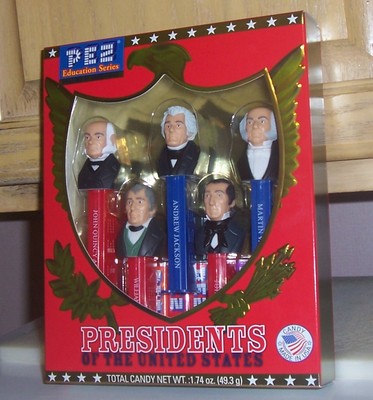 PEZ
Education Series
JOHN QUINCY
ANDREW JACKSON
MARTIN
PRESIDENTS
OF THE UNITED STATES
CANDY
MADE IN USA
TOTAL CANDY NET WT.:1.74 oz. (49.3 g)